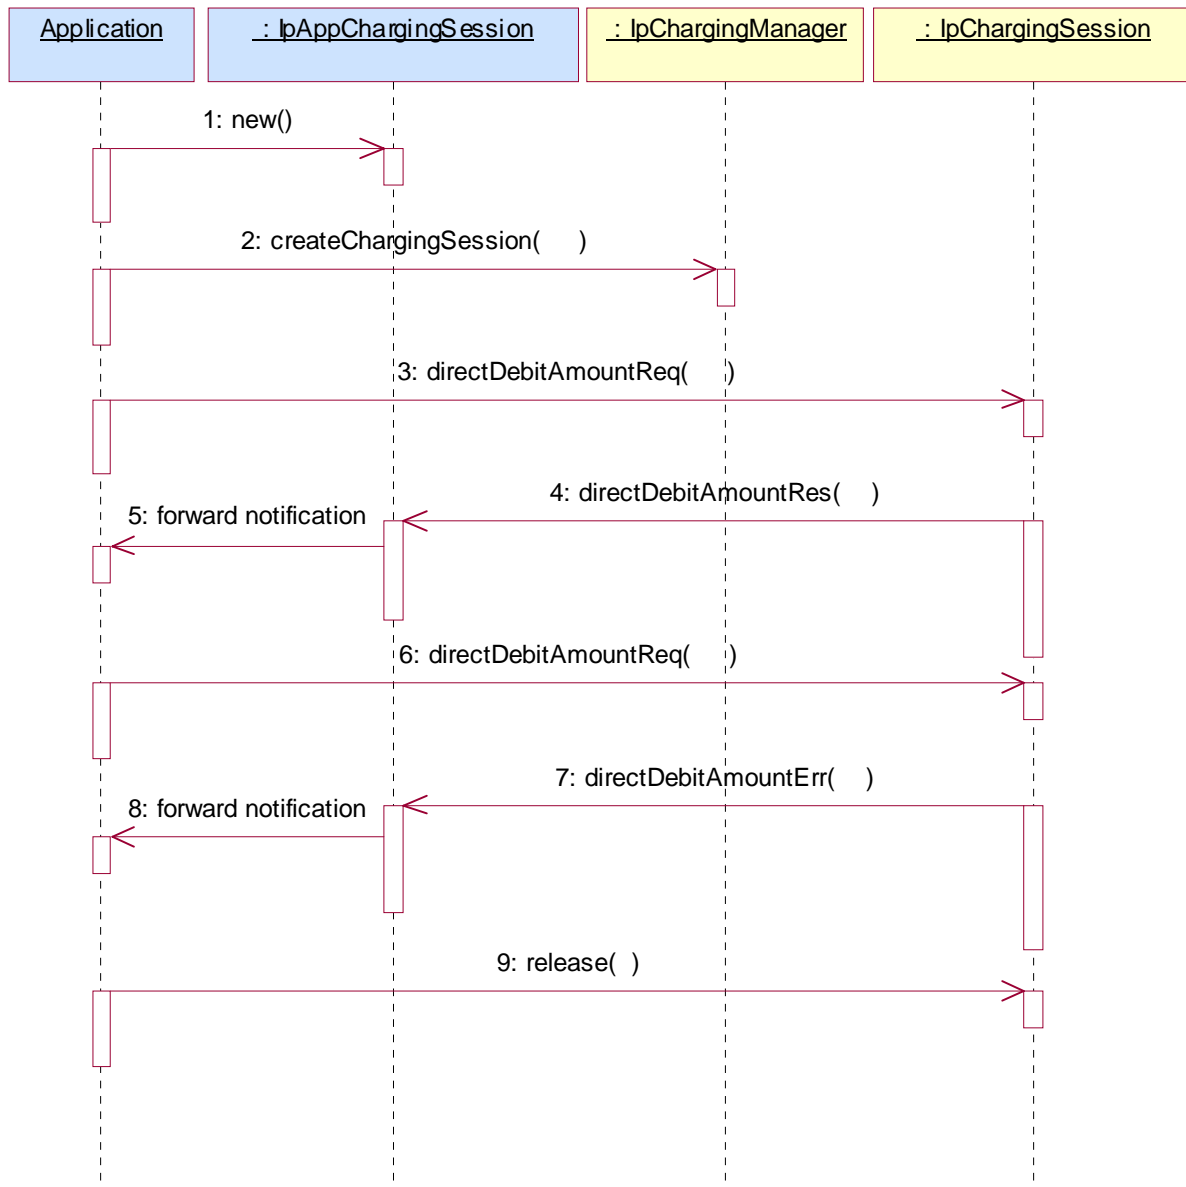 Application
: IpAppChargingSession
: IpChargingManager
: IpChargingSession
1: new()
2: createChargingSession( )
3: directDebitAmountReq( )
4: directDebitAmountRes( )
5: forward notification
6: directDebitAmountReq( )
7: directDebitAmountErr( )
8: forward notification
9: release( )